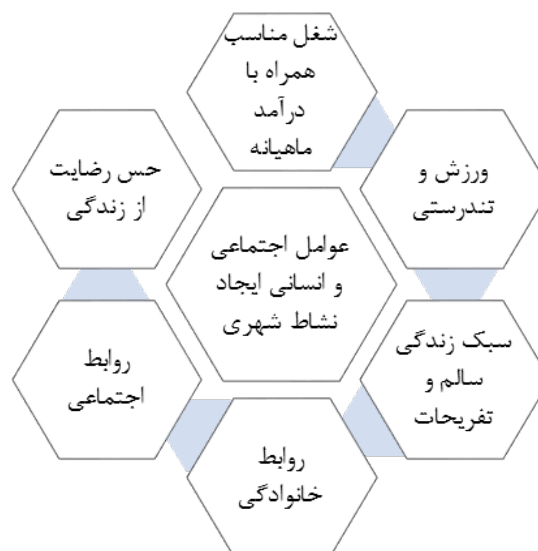 شغل مناسب
همراه با
درآمد
ماهیانه
ورزش و
تندرستی
سبک زندگی
سالم و
تفریحات
روابط
خانوادگی
روابط
اجتماعی
حس رضایت
از زندگی
عوامل اجتماعی
و انسانی ایجاد
نشاط شهری